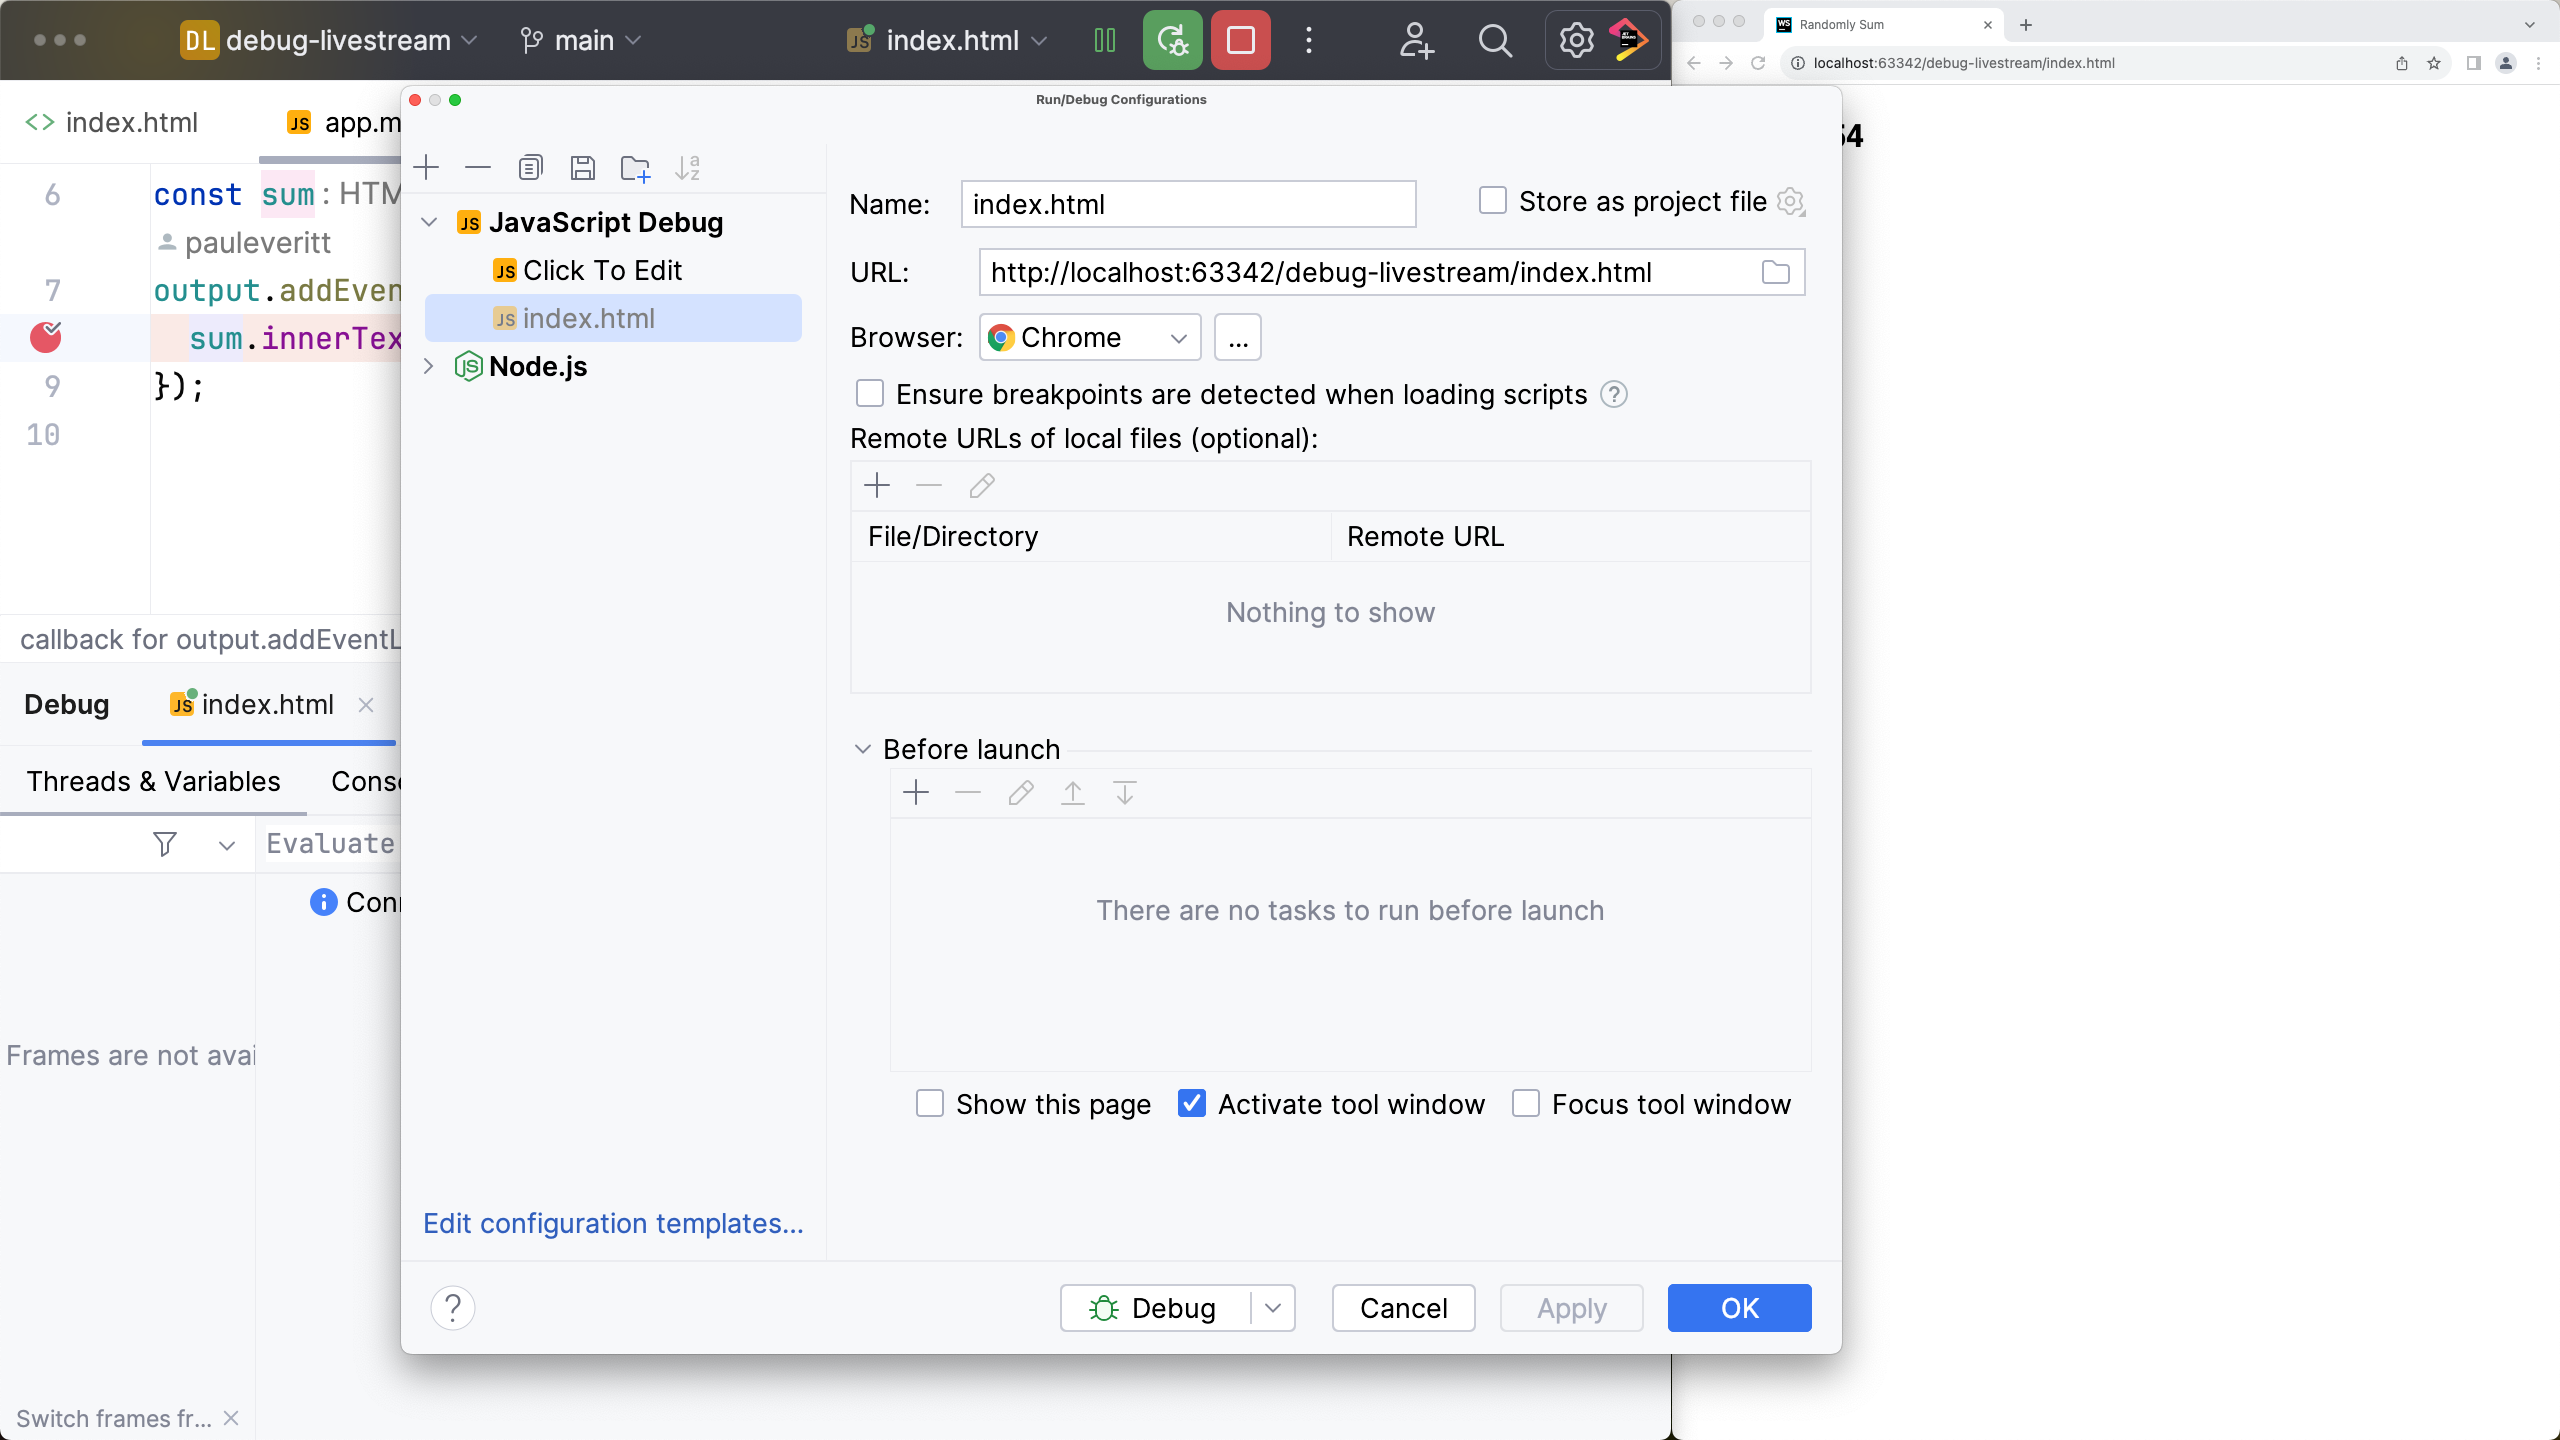 DL debug-livestream
main
index.html
Randomly Sum
localhost:63342/debug-livestream/index.html
index.html
app.m
54
6 const sum : HTM
pauleveritt
7 output.addEven
sum.innerTex
9 });
10
callback for output.addEventL
Debug
index.html
Threads & Variables
Conso
Evaluate
Conn
Frames are not avai
Switch frames fr...
Run/Debug Configurations
JavaScript Debug
Click To Edit
index.html
Node.js
Edit configuration templates...
Name: index.html
Store as project file
URL: http://localhost:63342/debug-livestream/index.html
Browser: Chrome ...
Ensure breakpoints are detected when loading scripts ?
Remote URLs of local files (optional):
File/Directory Remote URL
Nothing to show
Before launch
There are no tasks to run before launch
Show this page Activate tool window Focus tool window
? Debug Cancel Apply OK